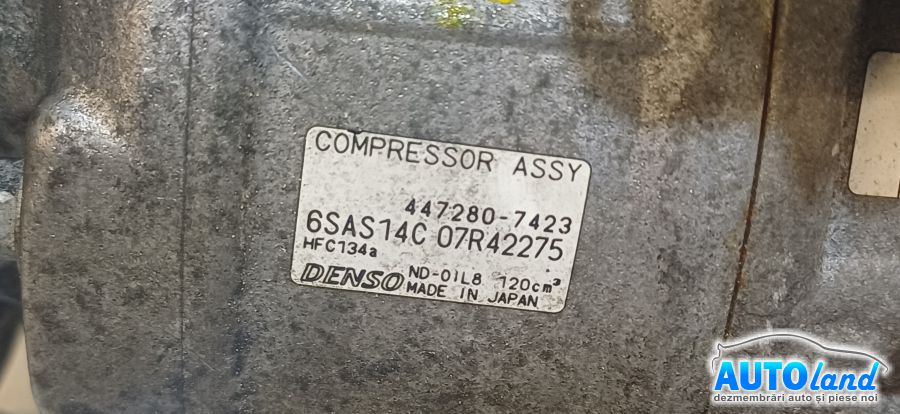 COMPRESSOR ASSY
447280-7423
6SAS14C 07R42275
HFC134a
DENSO ND-OIL8 120cm³
MADE IN JAPAN
AUTOland
dezmembrări auto și piese noi